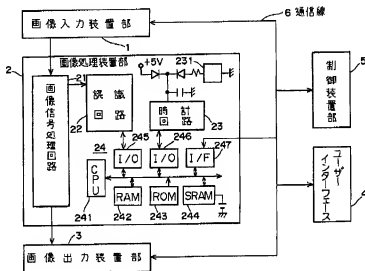 画像入力装置部
6 通信線
1
画像処理装置部
+5V
231
2
21
画像信号処理回路
認識回路
22
時計回路
23
制御装置部
5
24
245
246
247
I/O
I/O
I/F
CPU
241
RAM
ROM
SRAM
242
243
244
ユーザーインターフェース
4
3
画像出力装置部